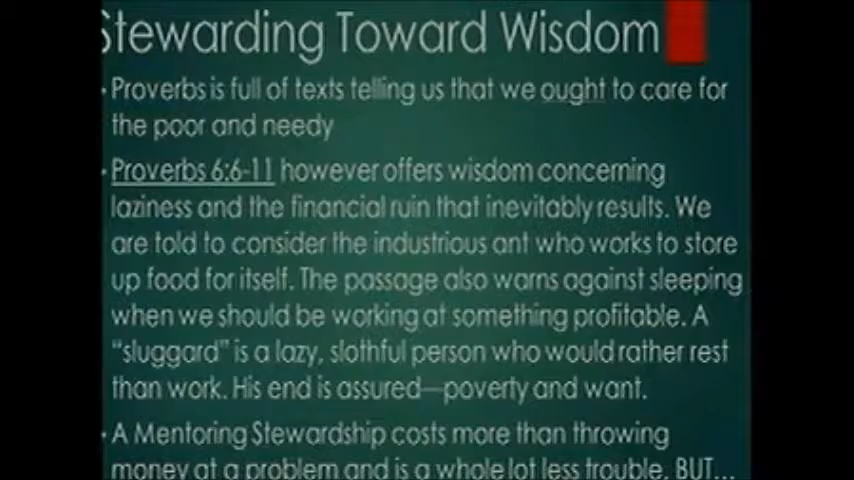 Stewarding Toward Wisdom
• Proverbs is full of texts telling us that we ought to care for
the poor and needy
• Proverbs 6:6-11 however offers wisdom concerning
laziness and the financial ruin that inevitably results. We
are told to consider the industrious ant who works to store
up food for itself. The passage also warns against sleeping
when we should be working at something profitable. A
“sluggard” is a lazy, slothful person who would rather rest
than work. His end is assured—poverty and want.
• A Mentoring Stewardship costs more than throwing
money at a problem and is a whole lot less trouble. BUT...